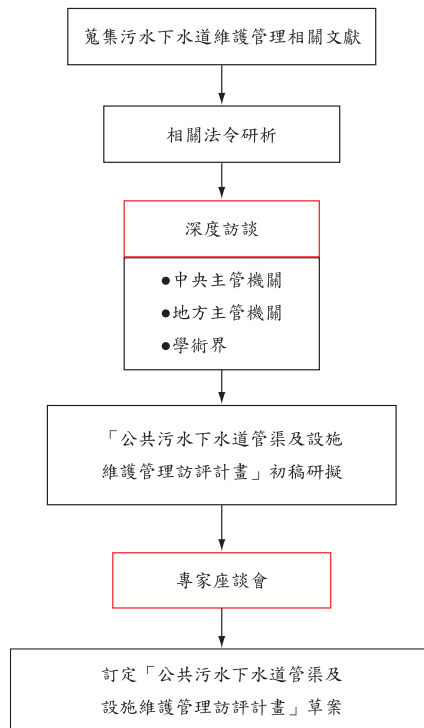 蒐集污水下水道維護管理相關文獻
相關法令研析
深度訪談
●中央主管機關
●地方主管機關
●學術界
「公共污水下水道管渠及設施
維護管理訪評計畫」初稿研擬
專家座談會
訂定「公共污水下水道管渠及
設施維護管理訪評計畫」草案